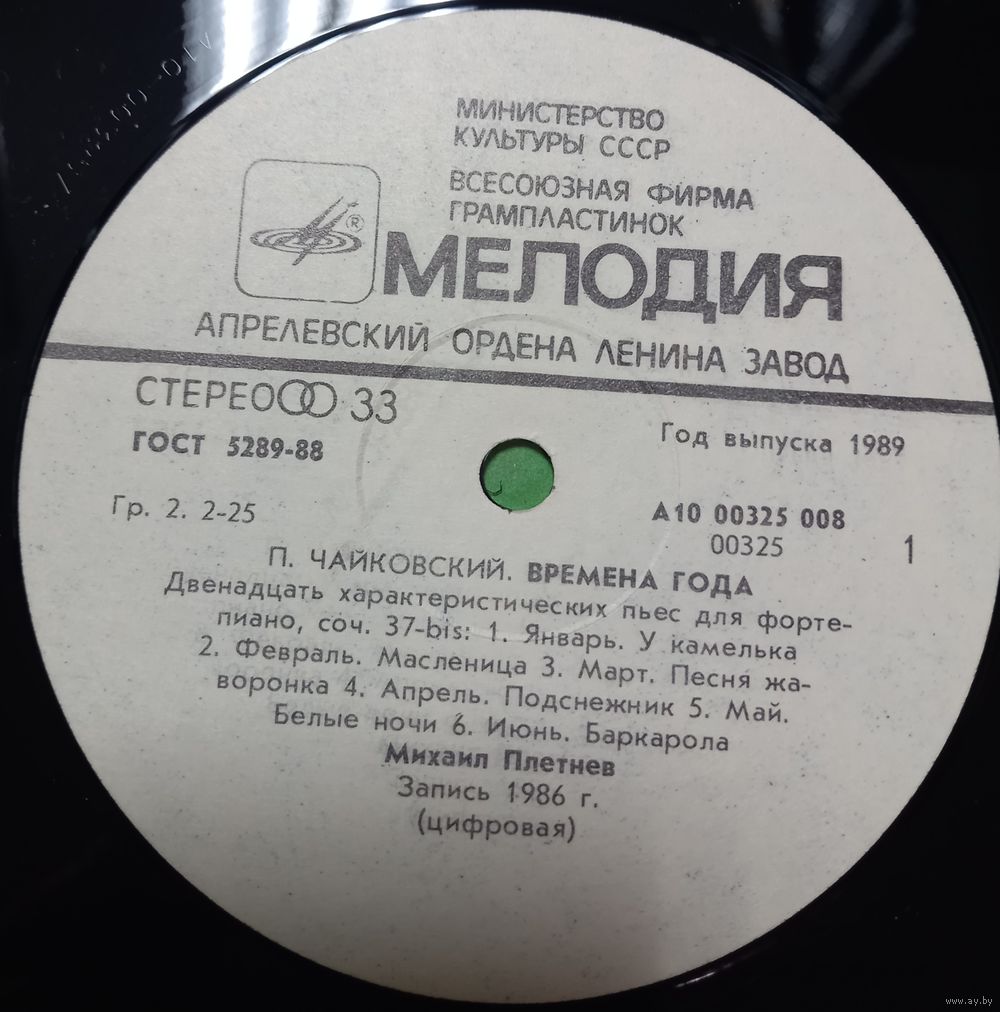 МИНИСТЕРСТВО
КУЛЬТУРЫ СССР
ВСЕСОЮЗНАЯ ФИРМА
ГРАМПЛАСТИНОК
®
МЕЛОДИЯ
АПРЕЛЕВСКИЙ ОРДЕНА ЛЕНИНА ЗАВОД
СТЕРЕО 33
ГОСТ 5289-88
Год выпуска 1989
Гр. 2. 2-25
А10 00325 008
00325
1
П. ЧАЙКОВСКИЙ. ВРЕМЕНА ГОДА
Двенадцать характеристических пьес для форте-
пиано, соч. 37-bis: 1. Январь. У камелька
2. Февраль. Масленица 3. Март. Песня жа-
воронка 4. Апрель. Подснежник 5. Май.
Белые ночи 6. Июнь. Баркарола
Михаил Плетнев
Запись 1986 г.
(цифровая)
www.ay.by